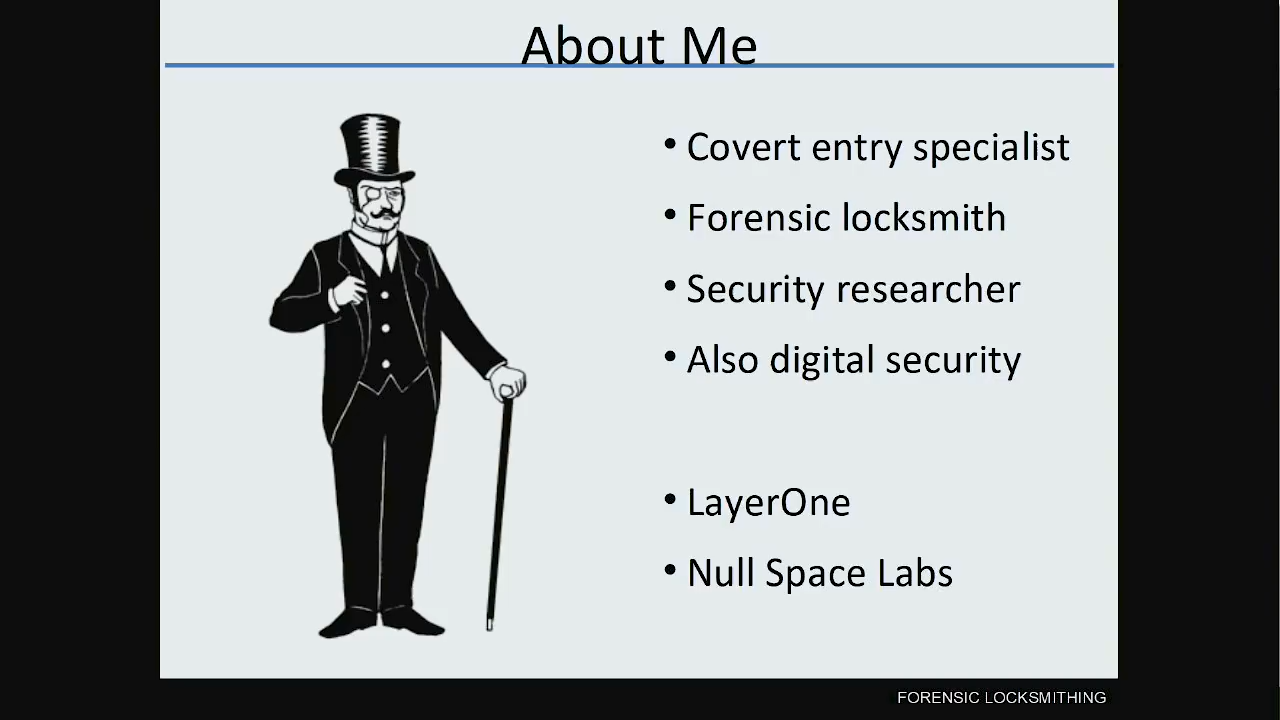 About Me
• Covert entry specialist
• Forensic locksmith
• Security researcher
• Also digital security
• LayerOne
• Null Space Labs
FORENSIC LOCKSMITHING